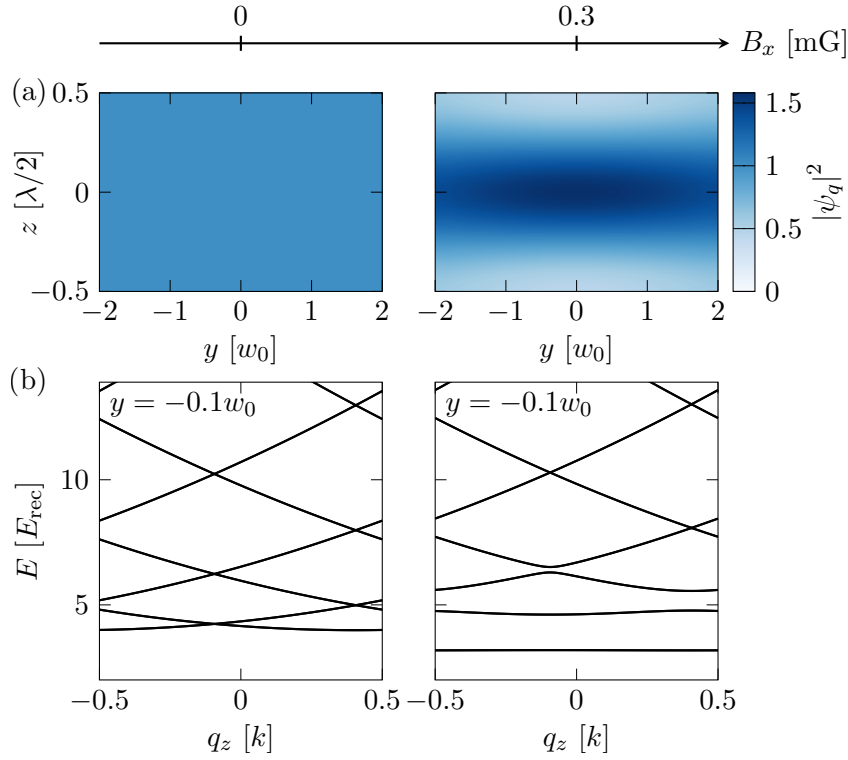 0 0.3
B_x [mG]
(a)
0.5
0
−0.5
z [λ/2]
−2 −1 0 1 2
y [w_0]
−2 −1 0 1 2
y [w_0]
1.5
1
0.5
0
|ψ_q|^2
(b)
y = −0.1w_0
y = −0.1w_0
10
5
E [E_rec]
−0.5 0 0.5
q_z [k]
−0.5 0 0.5
q_z [k]